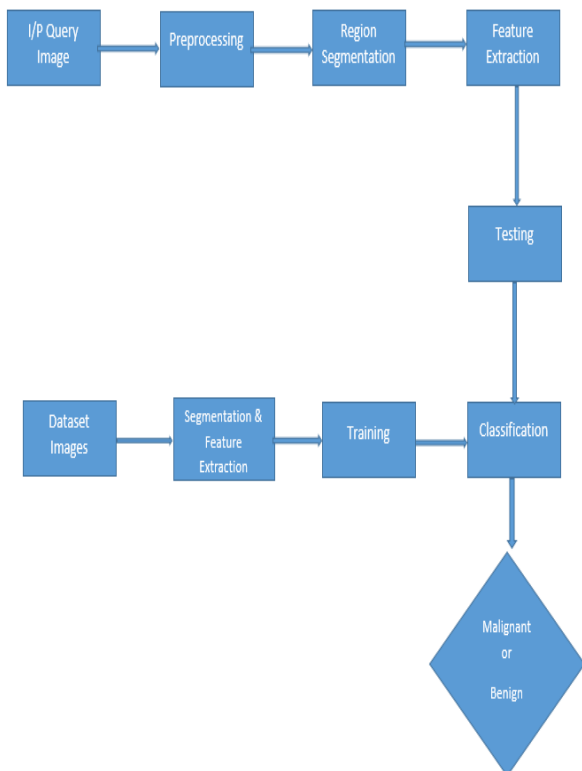 I/P Query
Image
Preprocessing
Region
Segmentation
Feature
Extraction
Testing
Dataset
Images
Segmentation &
Feature
Extraction
Training
Classification
Malignant
or
Benign